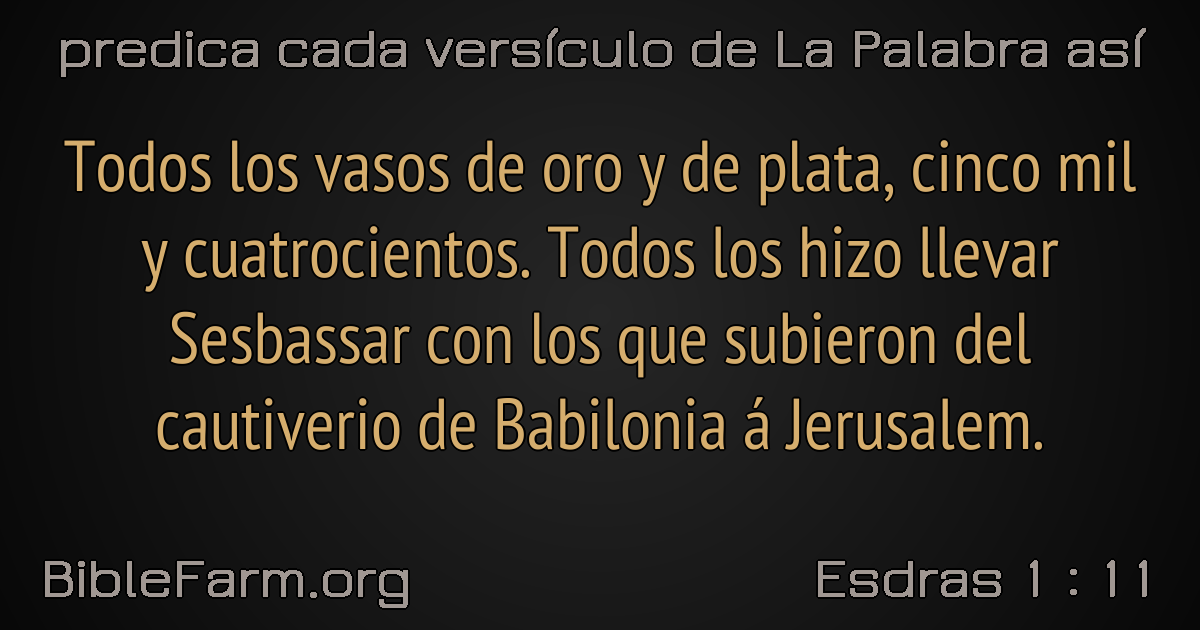 predica cada versículo de La Palabra así
Todos los vasos de oro y de plata, cinco mil
y cuatrocientos. Todos los hizo llevar
Sesbassar con los que subieron del
cautiverio de Babilonia á Jerusalem.
BibleFarm.org
Esdras 1 : 11